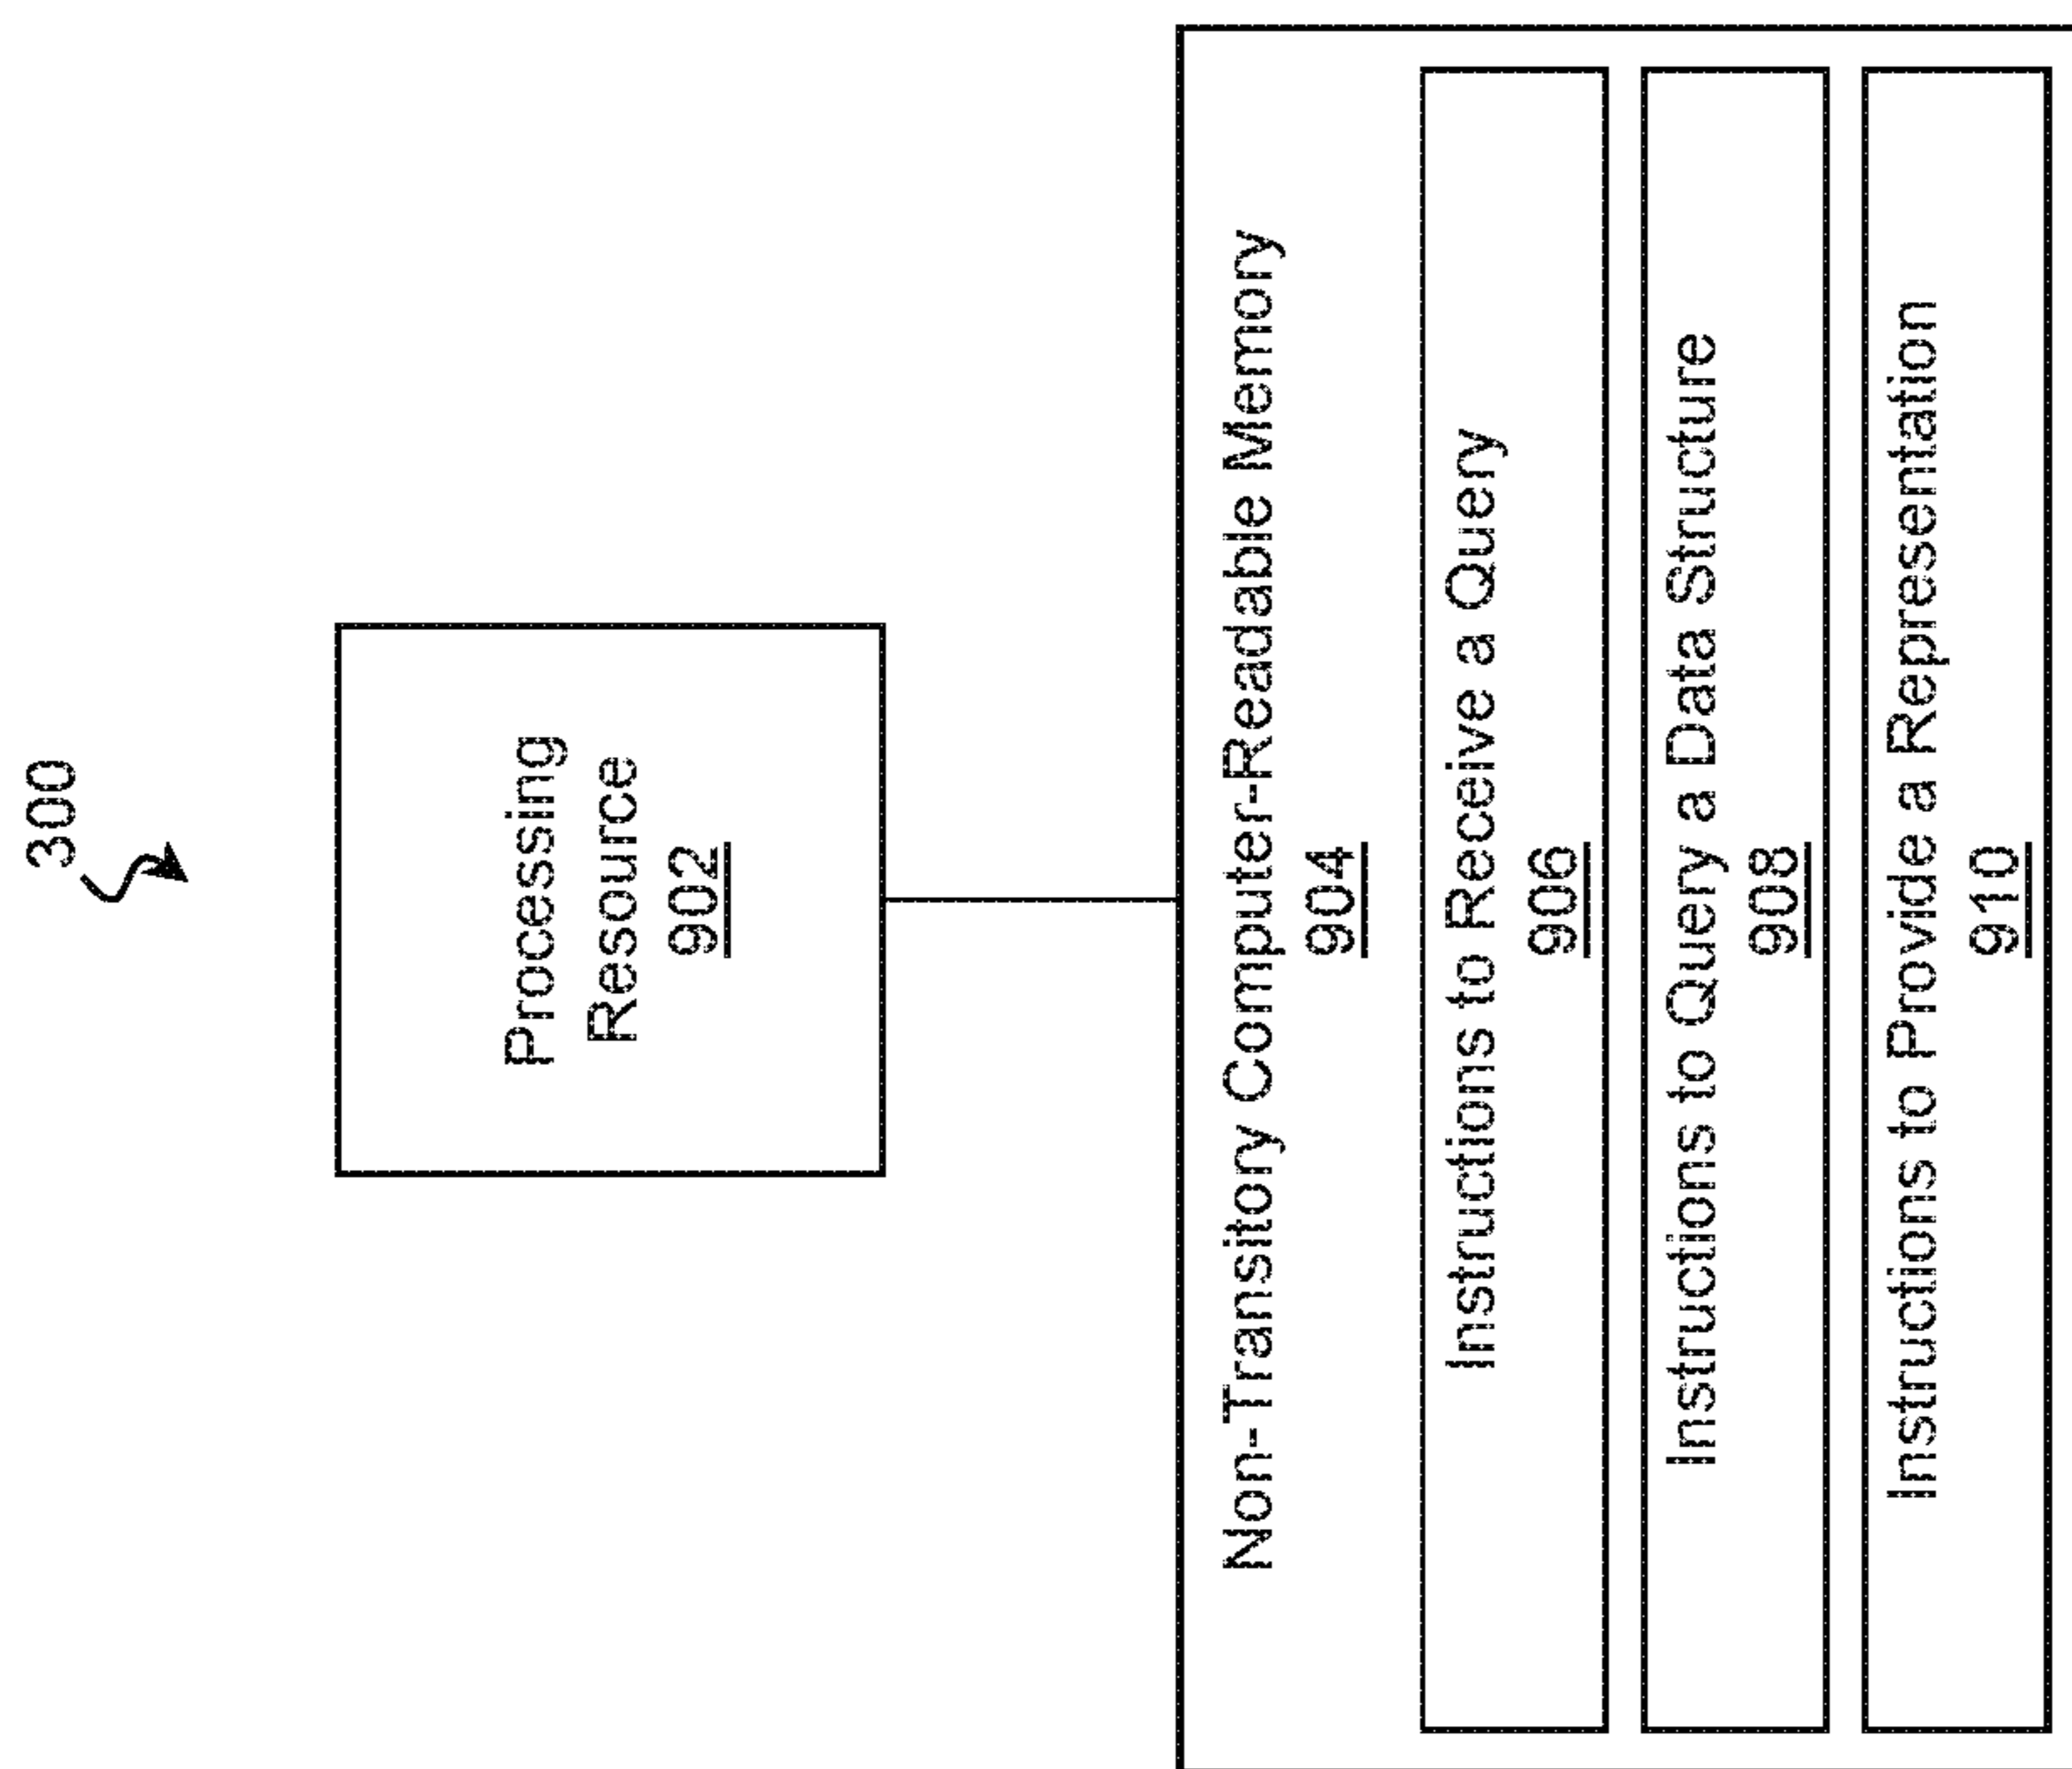 300
Processing
Resource
902
Non-Transitory Computer-Readable Memory
904
Instructions to Receive a Query
906
Instructions to Query a Data Structure
908
Instructions to Provide a Representation
910